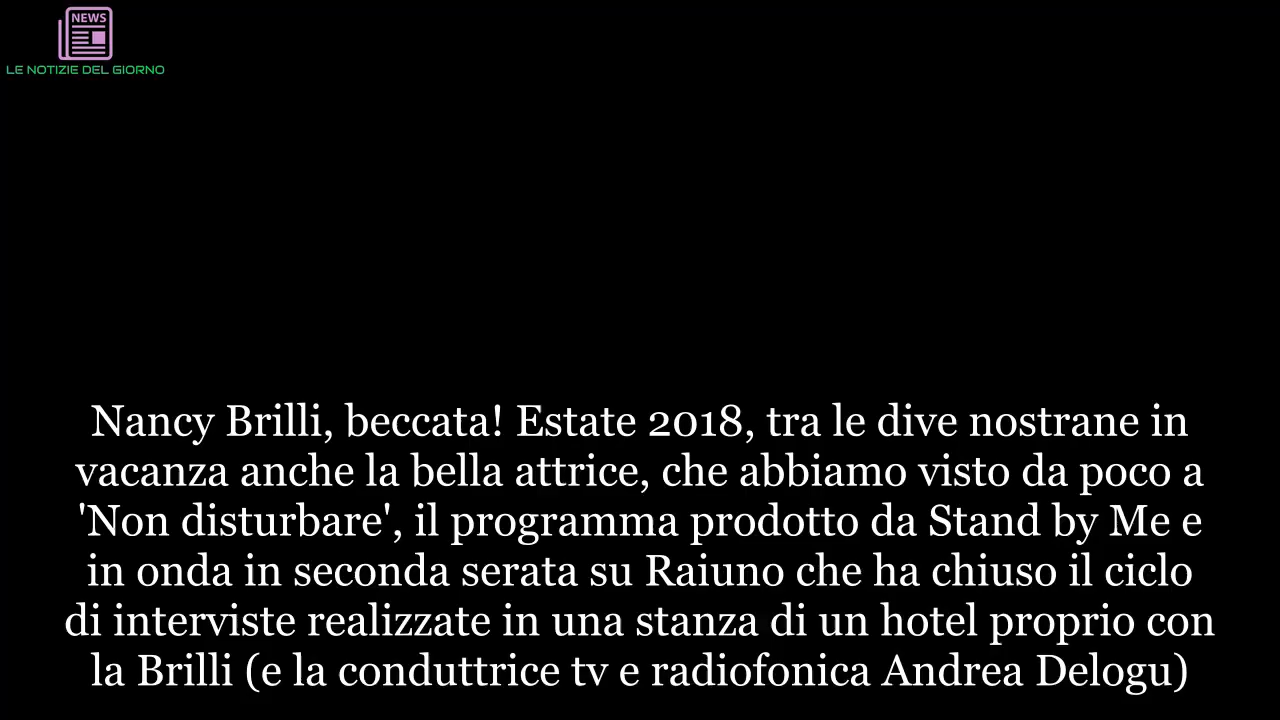 NEWS
LE NOTIZIE DEL GIORNO
Nancy Brilli, beccata! Estate 2018, tra le dive nostrane in
vacanza anche la bella attrice, che abbiamo visto da poco a
'Non disturbare', il programma prodotto da Stand by Me e
in onda in seconda serata su Raiuno che ha chiuso il ciclo
di interviste realizzate in una stanza di un hotel proprio con
la Brilli (e la conduttrice tv e radiofonica Andrea Delogu)